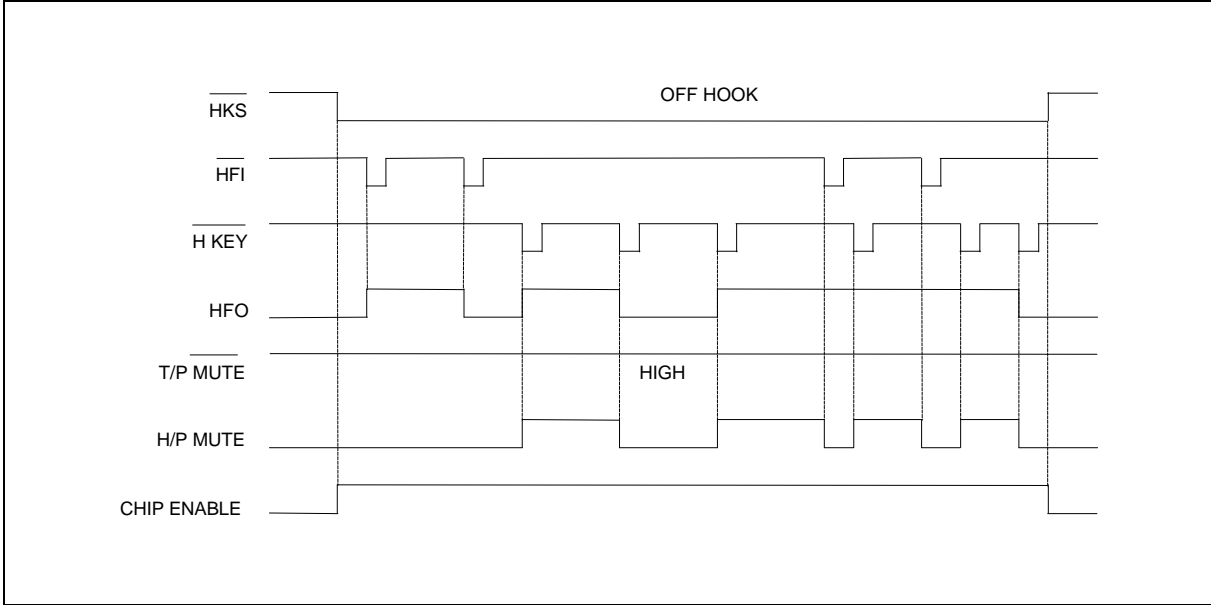 OFF HOOK
HKS
HFI
H KEY
HFO
T/P MUTE
HIGH
H/P MUTE
CHIP ENABLE